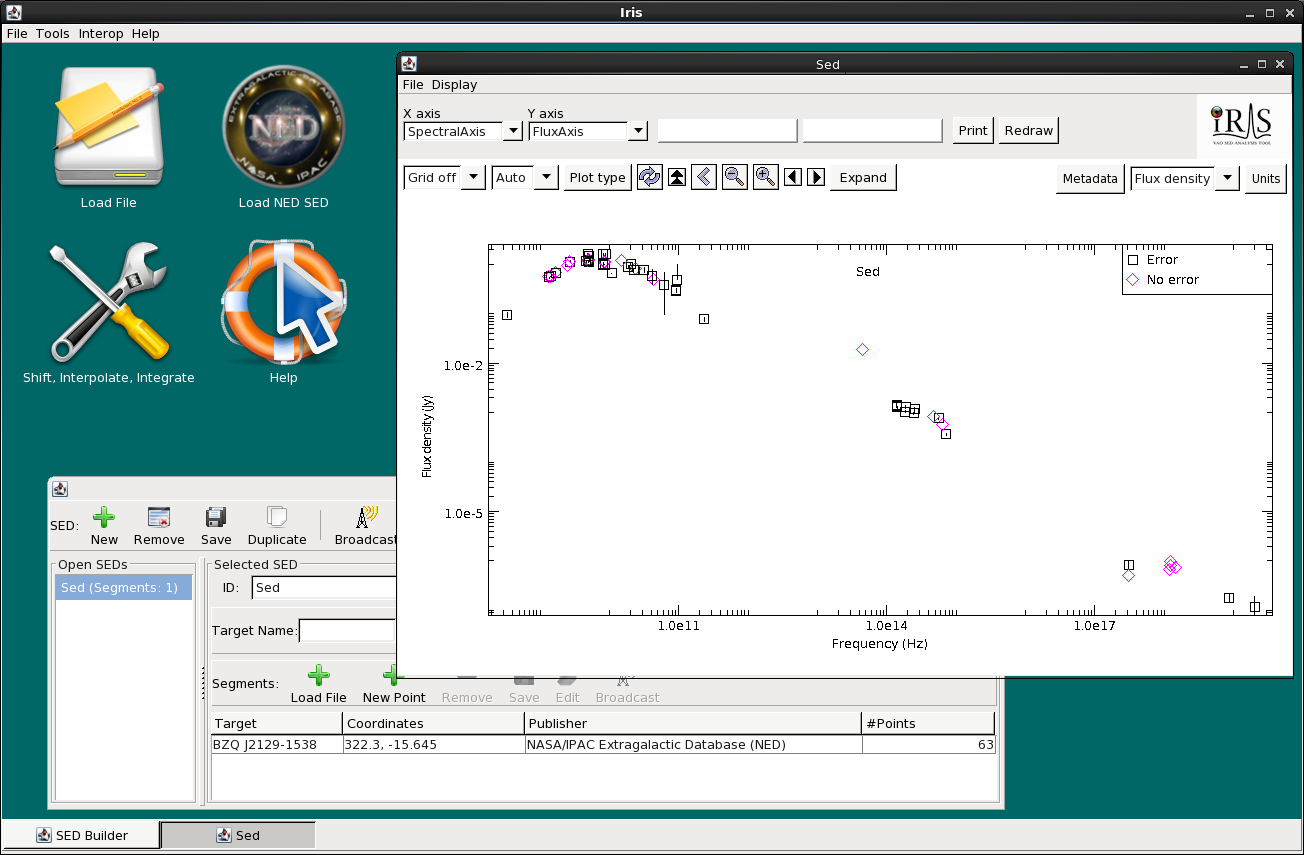 Iris
File Tools Interop Help
Load File
EXTRAGALACTIC DATABASE
NED
NASA / IPAC
Load NED SED
Shift, Interpolate, Integrate
Help
Sed
File Display
X axis Y axis
SpectralAxis FluxAxis Print Redraw
IRIS
VAO SED ANALYSIS TOOL
Grid off Auto Plot type Expand Metadata Flux density Units
Sed
Error
No error
1.0e-2
1.0e-5
Flux density (Jy)
1.0e11 1.0e14 1.0e17
Frequency (Hz)
SED: New Remove Save Duplicate Broadcast
Open SEDs
Sed (Segments: 1)
Selected SED
ID: Sed
Target Name:
Segments: Load File New Point Remove Save Edit Broadcast
Target Coordinates Publisher #Points
BZQ J2129-1538 322.3, -15.645 NASA/IPAC Extragalactic Database (NED) 63
SED Builder Sed